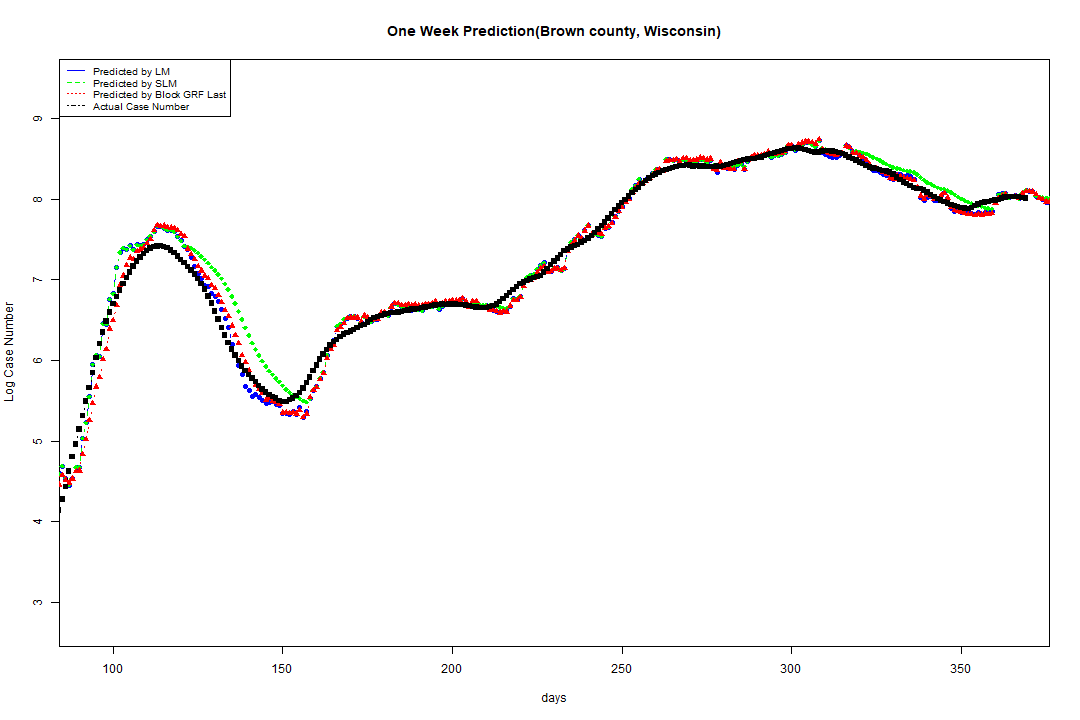 One Week Prediction(Brown county, Wisconsin)
Predicted by LM
Predicted by SLM
Predicted by Block GRF Last
Actual Case Number
Log Case Number
9
8
7
6
5
4
3
100 150 200 250 300 350
days